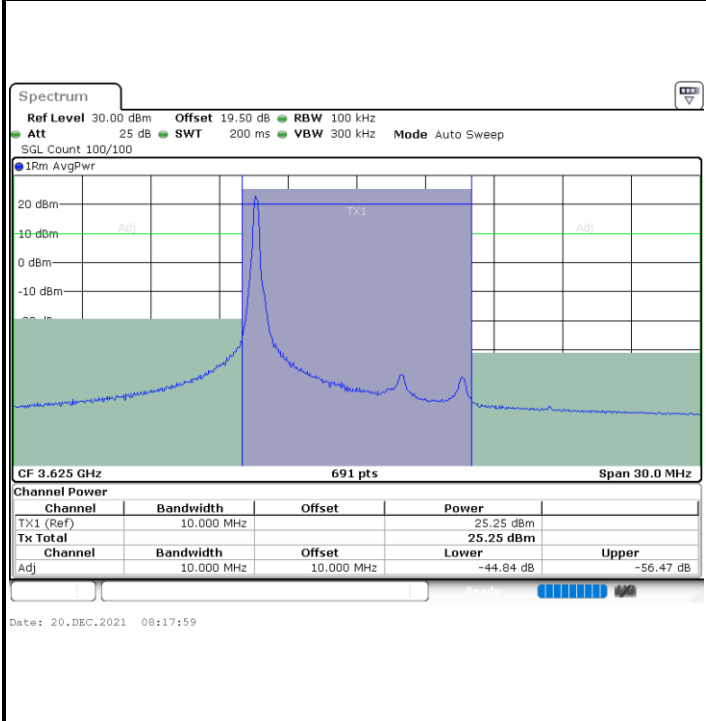 Spectrum
Ref Level 30.00 dBm Offset 19.50 dB RBW 100 kHz
Att 25 dB SWT 200 ms VBW 300 kHz Mode Auto Sweep
SGL Count 100/100
1Rm AvgPwr
20 dBm
TX1
Adj
Adj
10 dBm
0 dBm
-10 dBm
CF 3.625 GHz 691 pts Span 30.0 MHz
Channel Power
Channel Bandwidth Offset Power
TX1 (Ref) 10.000 MHz 25.25 dBm
Tx Total 25.25 dBm
Channel Bandwidth Offset Lower Upper
Adj 10.000 MHz 10.000 MHz -44.84 dB -56.47 dB
Ready
Date: 20.DEC.2021 08:17:59